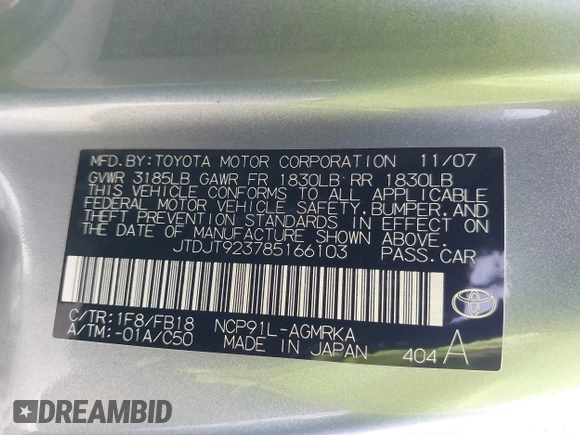 MFD.BY:TOYOTA MOTOR CORPORATION 11/07
GVWR 3185LB GAWR FR 1830LB RR 1830LB
THIS VEHICLE CONFORMS TO ALL APPLICABLE
FEDERAL MOTOR VEHICLE SAFETY, BUMPER, AND
THEFT PREVENTION STANDARDS IN EFFECT ON
THE DATE OF MANUFACTURE SHOWN ABOVE.
JTDJT923785166103 PASS.CAR
C/TR:1F8/FB18 NCP91L-AGMRKA
A/TM:-01A/C50 MADE IN JAPAN 404 A
DREAMBID